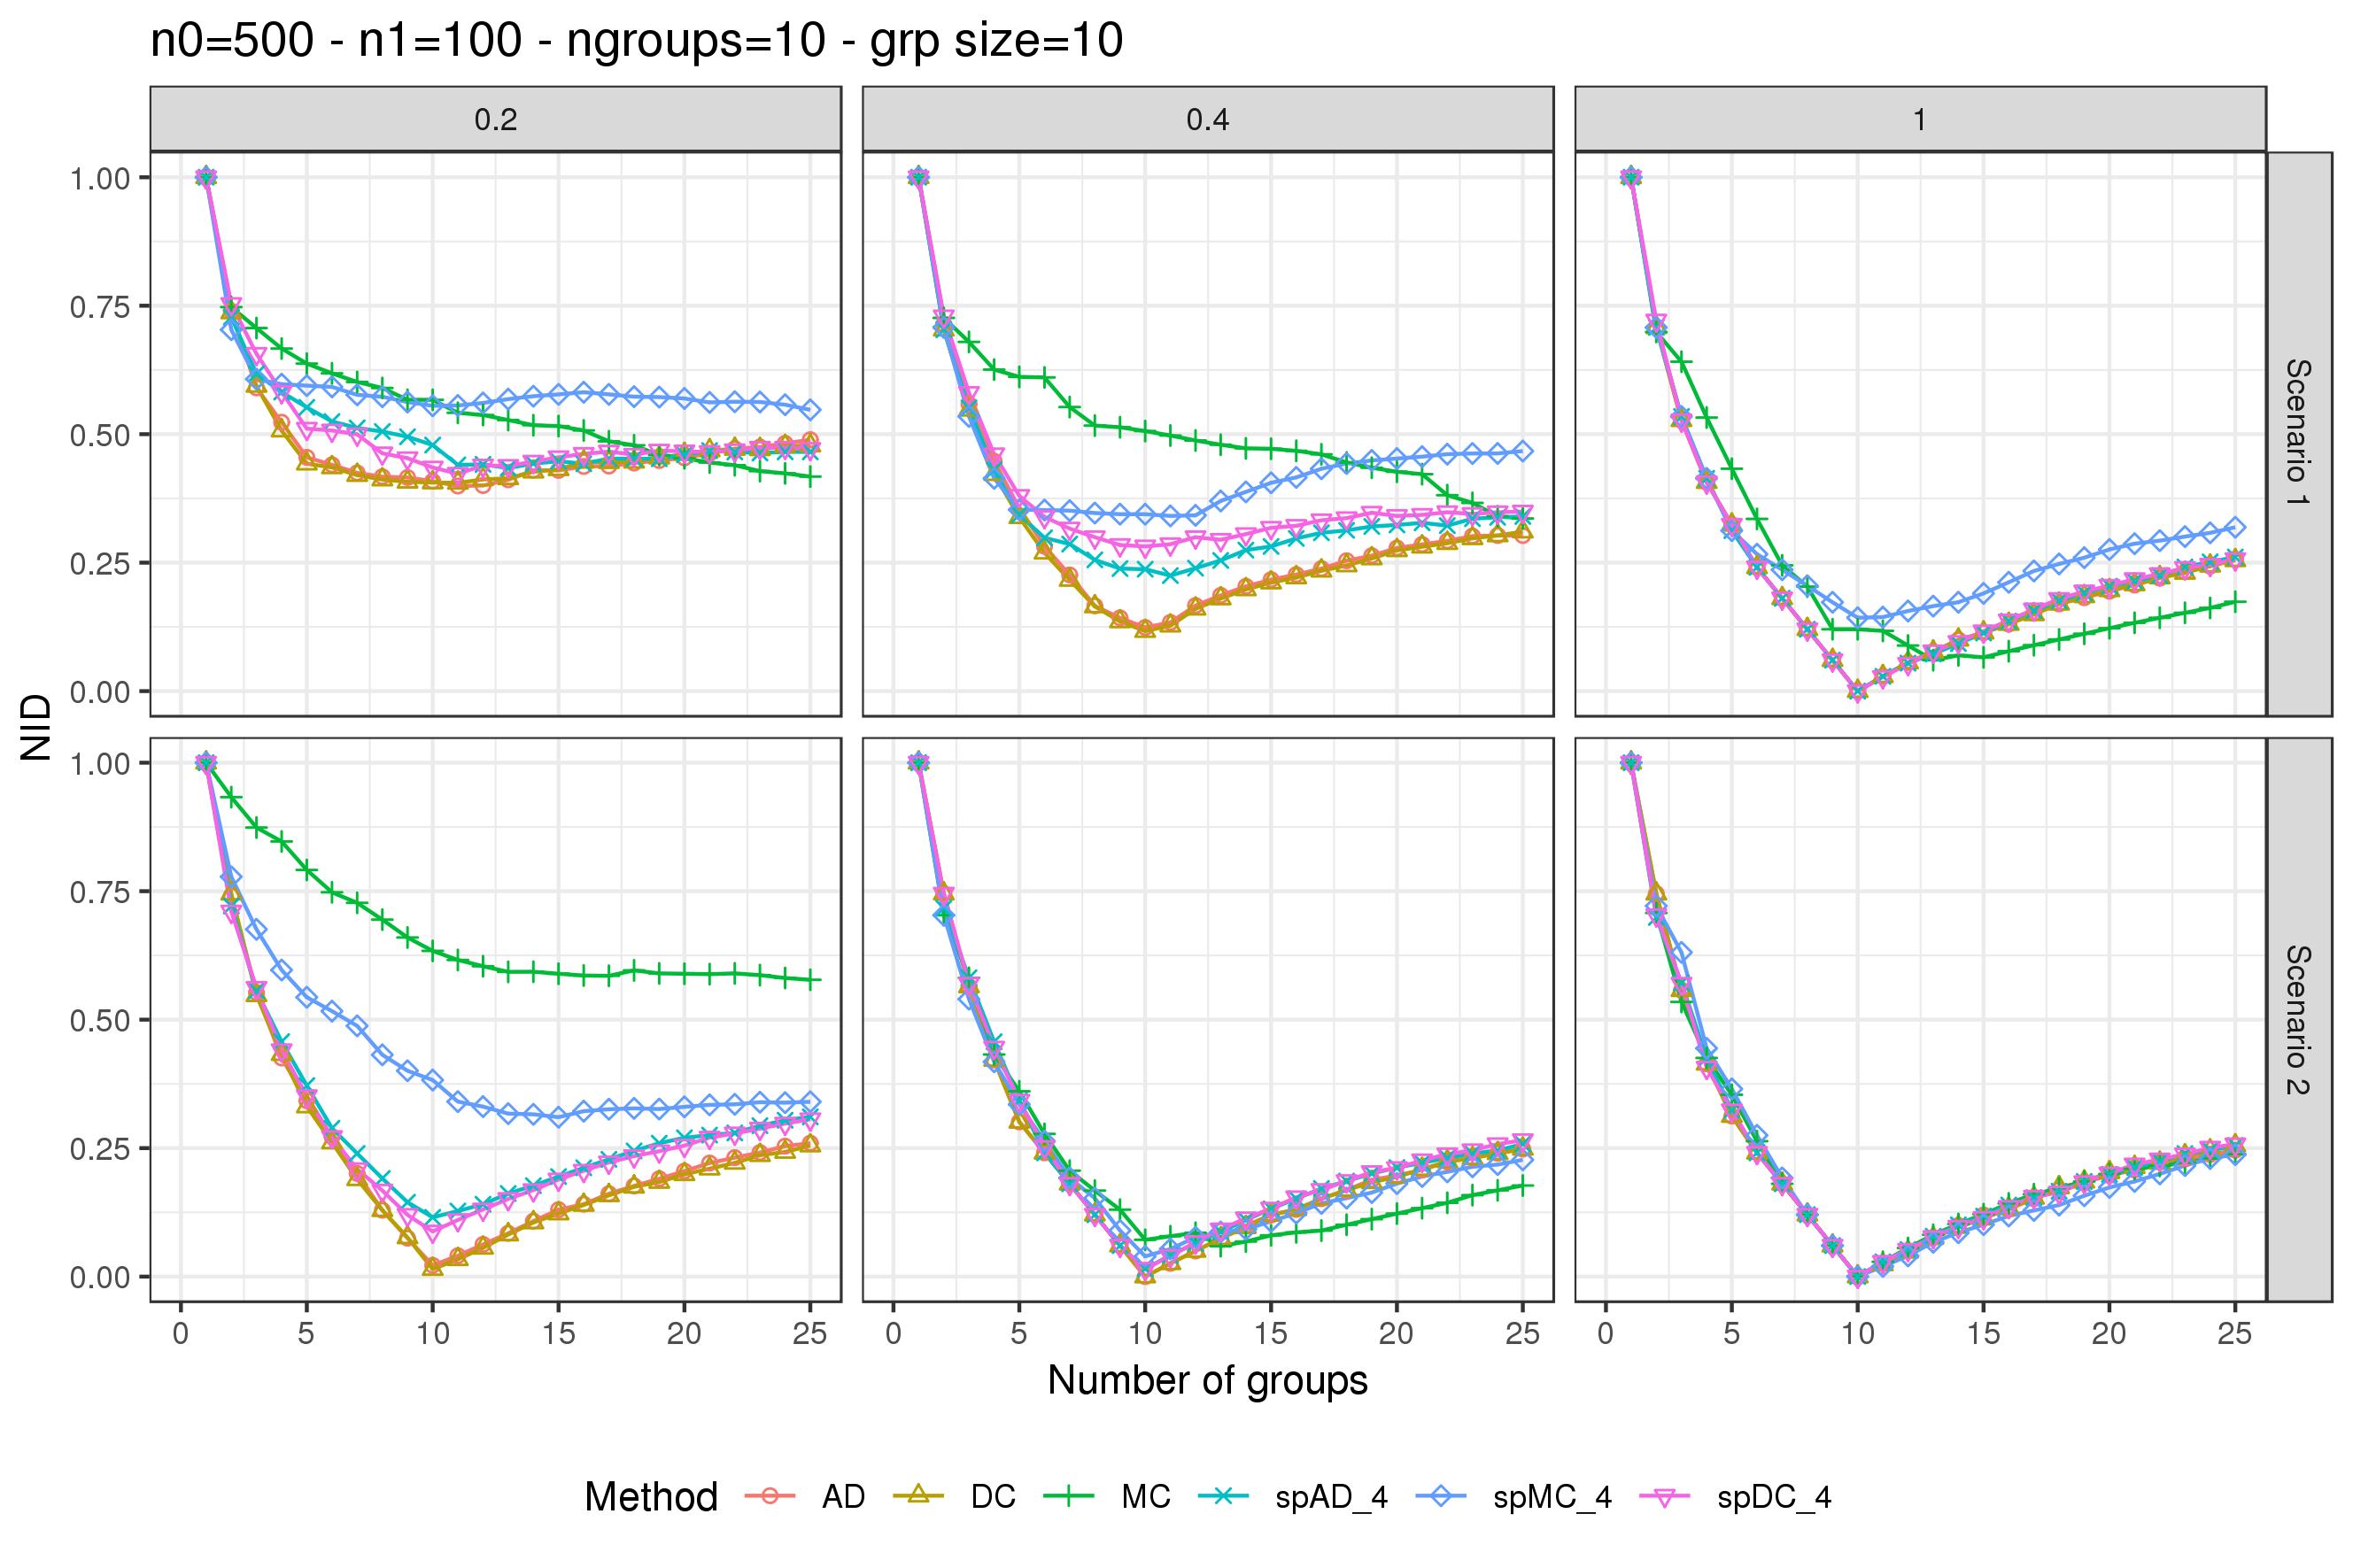 n0=500 - n1=100 - ngroups=10 - grp size=10
0.2 0.4 1
1.00
0.75
0.50
0.25
0.00
Scenario 1
NID
1.00
0.75
0.50
0.25
0.00
Scenario 2
0 5 10 15 20 25 0 5 10 15 20 25 0 5 10 15 20 25
Number of groups
Method AD DC MC spAD_4 spMC_4 spDC_4